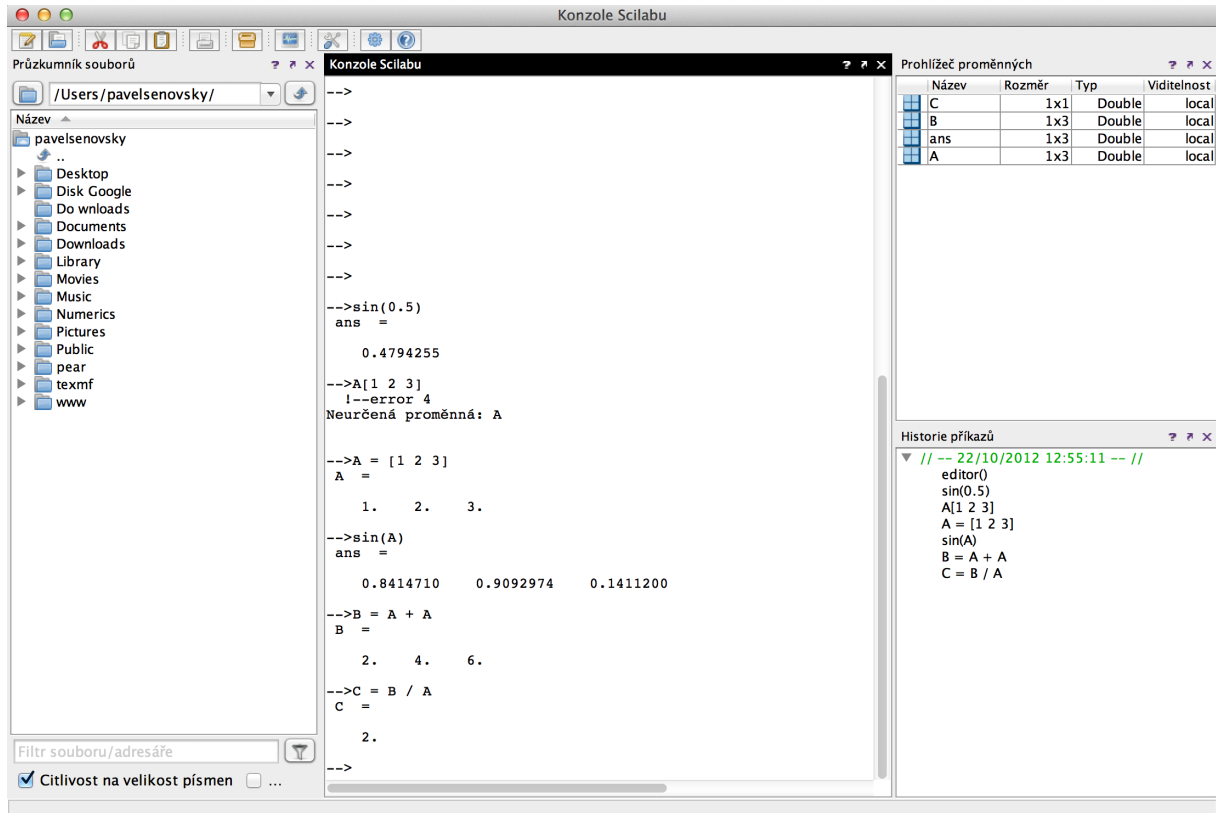 Konzole Scilabu
Průzkumník souborů
/Users/pavelsenovsky/
Název
pavelsenovsky
..
Desktop
Disk Google
Do wnloads
Documents
Downloads
Library
Movies
Music
Numerics
Pictures
Public
pear
texmf
www
Filtr souboru/adresáře
Citlivost na velikost písmen ...
Konzole Scilabu
-->
-->
-->
-->
-->
-->
-->
-->sin(0.5)
ans =
0.4794255
-->A[1 2 3]
!--error 4
Neurčená proměnná: A
-->A = [1 2 3]
A =
1. 2. 3.
-->sin(A)
ans =
0.8414710 0.9092974 0.1411200
-->B = A + A
B =
2. 4. 6.
-->C = B / A
C =
2.
-->
Prohlížeč proměnných
Název Rozměr Typ Viditelnost
C 1x1 Double local
B 1x3 Double local
ans 1x3 Double local
A 1x3 Double local
Historie příkazů
// -- 22/10/2012 12:55:11 -- //
editor()
sin(0.5)
A[1 2 3]
A = [1 2 3]
sin(A)
B = A + A
C = B / A